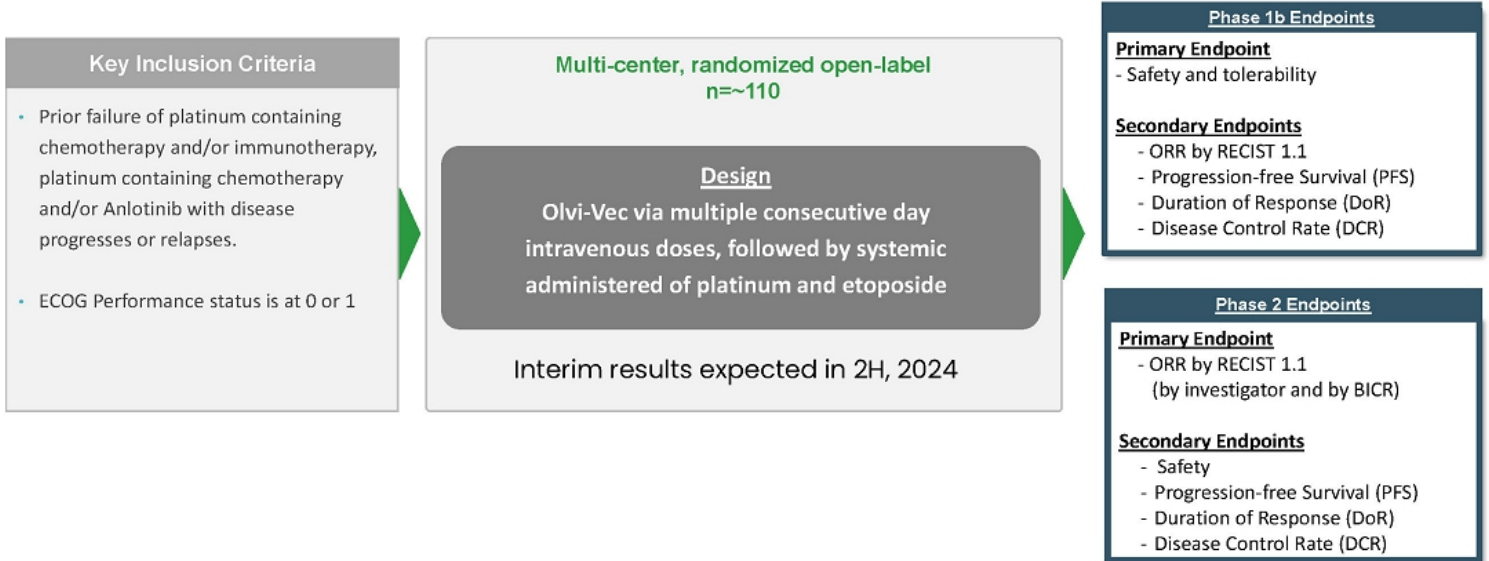 Key Inclusion Criteria
• Prior failure of platinum containing
chemotherapy and/or immunotherapy,
platinum containing chemotherapy
and/or Anlotinib with disease
progresses or relapses.
• ECOG Performance status is at 0 or 1
Multi-center, randomized open-label
n=~110
Design
Olvi-Vec via multiple consecutive day
intravenous doses, followed by systemic
administered of platinum and etoposide
Interim results expected in 2H, 2024
Phase 1b Endpoints
Primary Endpoint
- Safety and tolerability
Secondary Endpoints
- ORR by RECIST 1.1
- Progression-free Survival (PFS)
- Duration of Response (DoR)
- Disease Control Rate (DCR)
Phase 2 Endpoints
Primary Endpoint
- ORR by RECIST 1.1
(by investigator and by BICR)
Secondary Endpoints
- Safety
- Progression-free Survival (PFS)
- Duration of Response (DoR)
- Disease Control Rate (DCR)